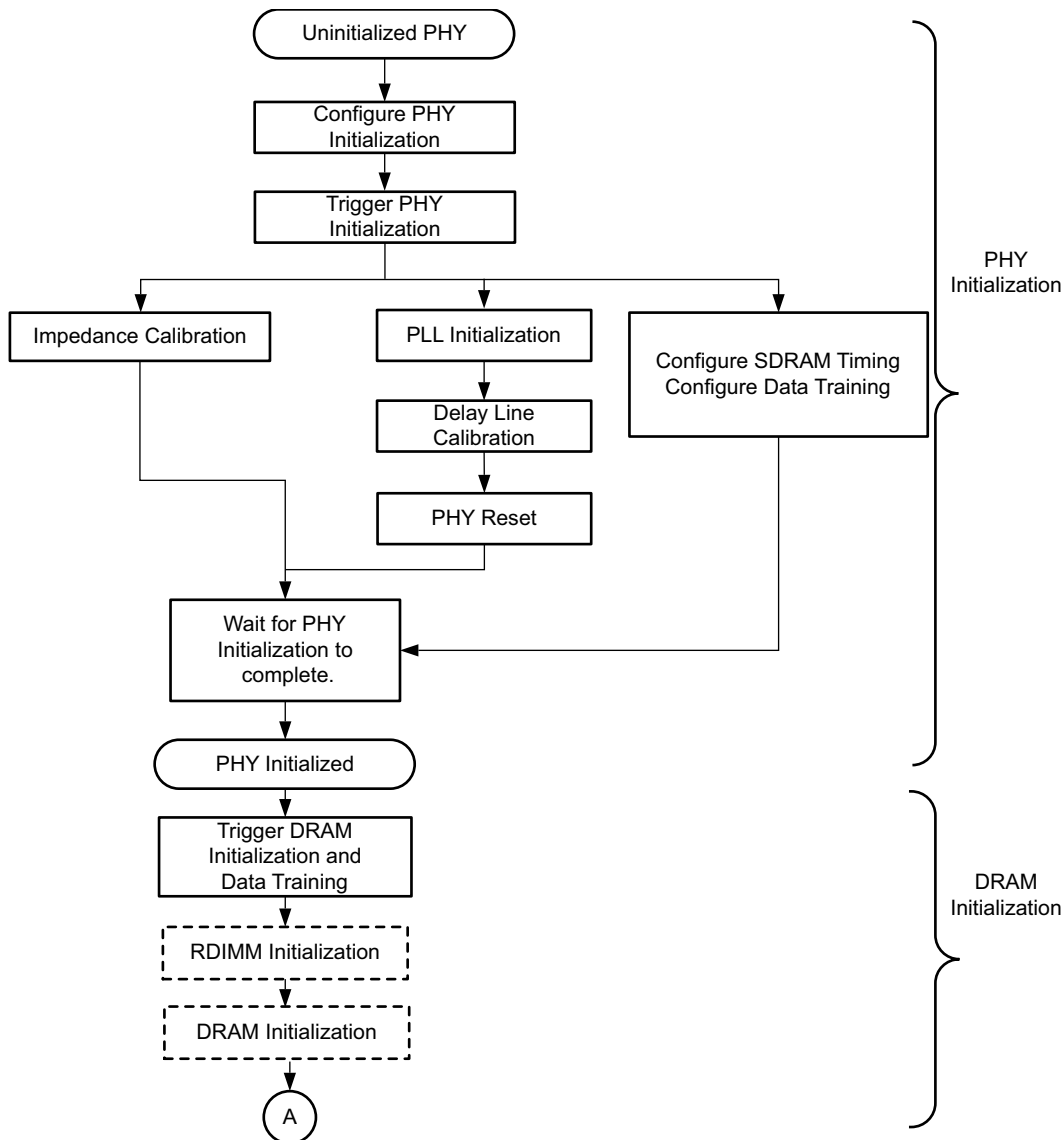 Uninitialized PHY
Configure PHY
Initialization
Trigger PHY
Initialization
PHY
Initialization
Impedance Calibration
PLL Initialization
Configure SDRAM Timing
Configure Data Training
Delay Line
Calibration
PHY Reset
Wait for PHY
Initialization to
complete.
PHY Initialized
Trigger DRAM
Initialization and
Data Training
DRAM
Initialization
RDIMM Initialization
DRAM Initialization
A